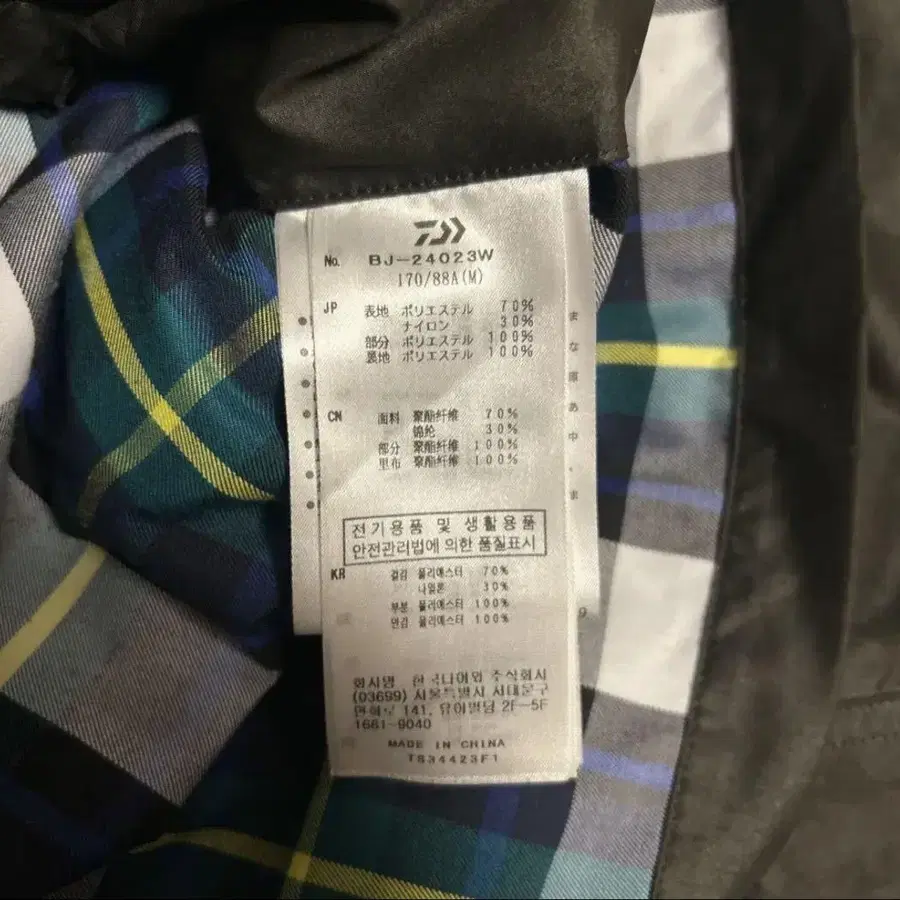 No. BJ-24023W
170/88A(M)
JP 表地 ポリエステル 70%
ナイロン 30%
部分 ポリエステル 100%
裏地 ポリエステル 100%
CN 面料 聚酯纤维 70%
锦纶 30%
部分 聚酯纤维 100%
里布 聚酯纤维 100%
전기용품 및 생활용품
안전관리법에 의한 품질표시
KR 겉감 폴리에스터 70%
나일론 30%
부분 폴리에스터 100%
안감 폴리에스터 100%
회사명 한국다이와 주식회사
(03699) 서울특별시 서대문구
연희로 141, 유아빌딩 2F-5F
1661-9040
MADE IN CHINA
TS34423F1